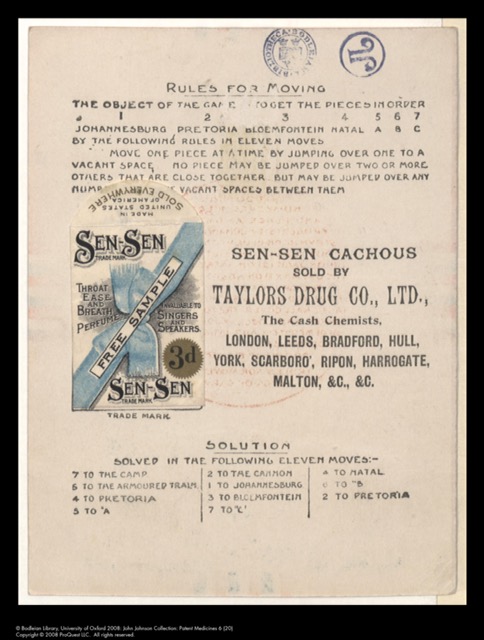 BIBLIOTHECA BODLEIANA
RULES FOR MOVING
THE OBJECT OF THE GAME TO GET THE PIECES IN ORDER
1 2 3 4 5 6 7
JOHANNESBURG PRETORIA BLOEMFONTEIN NATAL A B C
BY THE FOLLOWING RULES IN ELEVEN MOVES
MOVE ONE PIECE AT A TIME BY JUMPING OVER ONE TO A
VACANT SPACE NO PIECE MAY BE JUMPED OVER TWO OR MORE
OTHERS THAT ARE CLOSE TOGETHER. BUT MAY BE JUMPED OVER ANY
NUMB VACANT SPACES BETWEEN THEM
SOLD EVERYWHERE
MADE IN
UNITED STATES
OF AMERICA
SEN-SEN
TRADE MARK
THROAT
EASE
AND
BREATH
PERFUME
FREE SAMPLE
INVALUABLE TO
SINGERS
AND
SPEAKERS.
3d
SEN-SEN
TRADE MARK
TRADE MARK
SEN-SEN CACHOUS
SOLD BY
TAYLORS DRUG CO., LTD.,
The Cash Chemists,
LONDON, LEEDS, BRADFORD, HULL,
YORK, SCARBORO', RIPON, HARROGATE,
MALTON, &C., &C.
SOLUTION
SOLVED IN THE FOLLOWING ELEVEN MOVES:-
7 TO THE CAMP
6 TO THE ARMOURED TRAIN
4 TO PRETORIA
5 TO 'A
2 TO THE CANNON
1 TO JOHANNESBURG
3 TO BLOEMFONTEIN
7 TO 'C'
4 TO NATAL
6 TO "B
2 TO PRETORIA
© Bodleian Library, University of Oxford 2008: John Johnson Collection: Patent Medicines 6 (20)
Copyright © 2008 ProQuest LLC. All rights reserved.